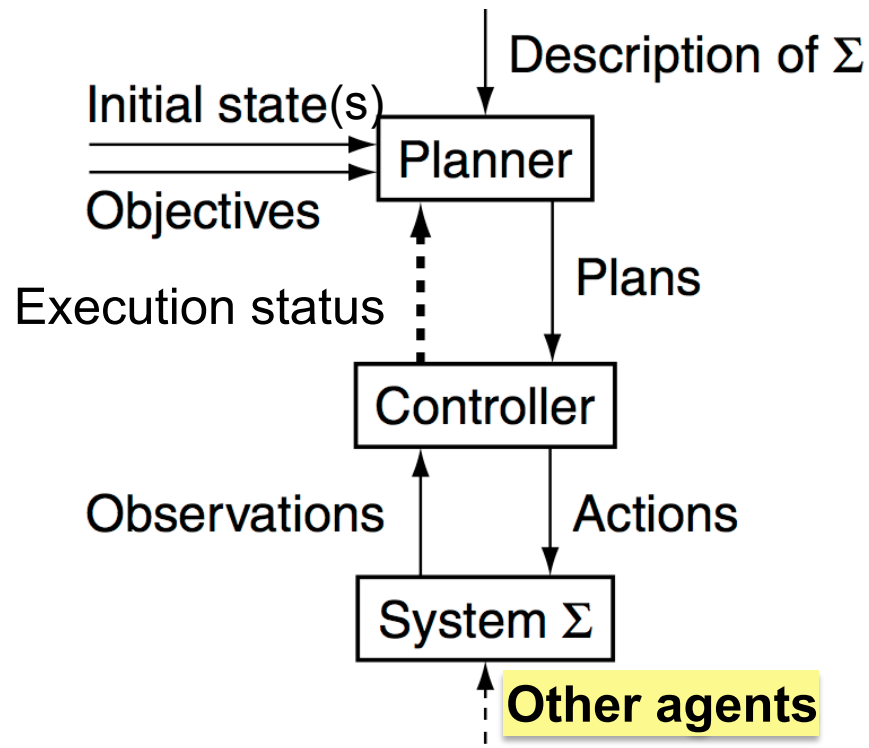 Description of Σ
Initial state(s)
Planner
Objectives
Plans
Execution status
Controller
Observations
Actions
System Σ
Other agents